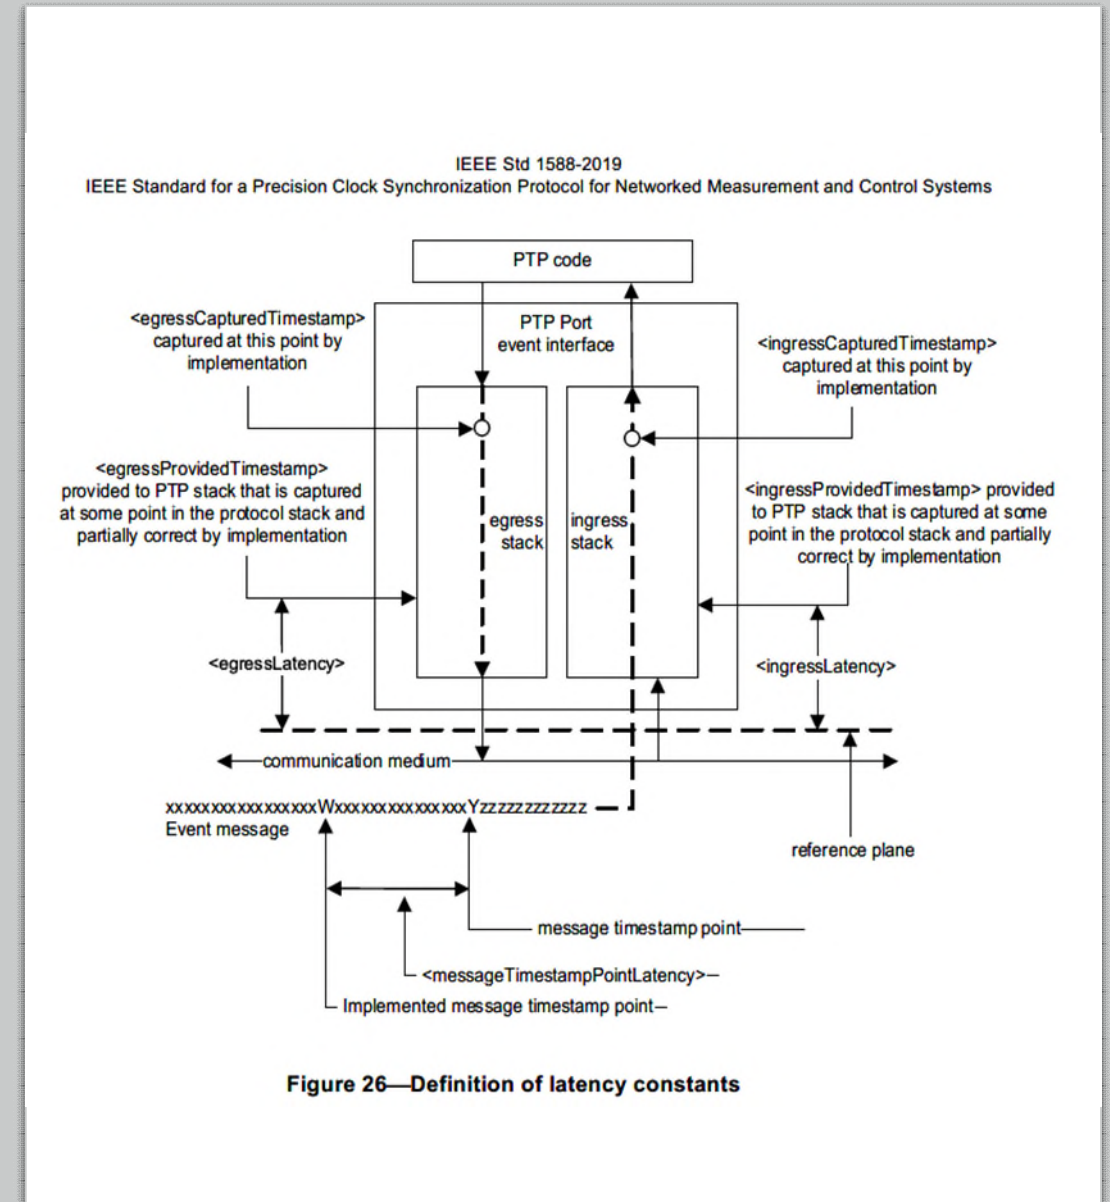 IEEE Std 1588-2019
IEEE Standard for a Precision Clock Synchronization Protocol for Networked Measurement and Control Systems
PTP code
<egressCapturedTimestamp>
captured at this point by
implementation
PTP Port
event interface
<ingressCapturedTimestamp>
captured at this point by
implementation
<egressProvidedTimestamp>
provided to PTP stack that is captured
at some point in the protocol stack and
partially correct by implementation
egress
stack
ingress
stack
<ingressProvidedTimestamp> provided
to PTP stack that is captured at some
point in the protocol stack and partially
correct by implementation
<egressLatency>
<ingressLatency>
communication medium
xxxxxxxxxxxxxxxxxWxxxxxxxxxxxxxxxYzzzzzzzzzzzz
Event message
reference plane
message timestamp point
<messageTimestampPointLatency>
Implemented message timestamp point
Figure 26—Definition of latency constants